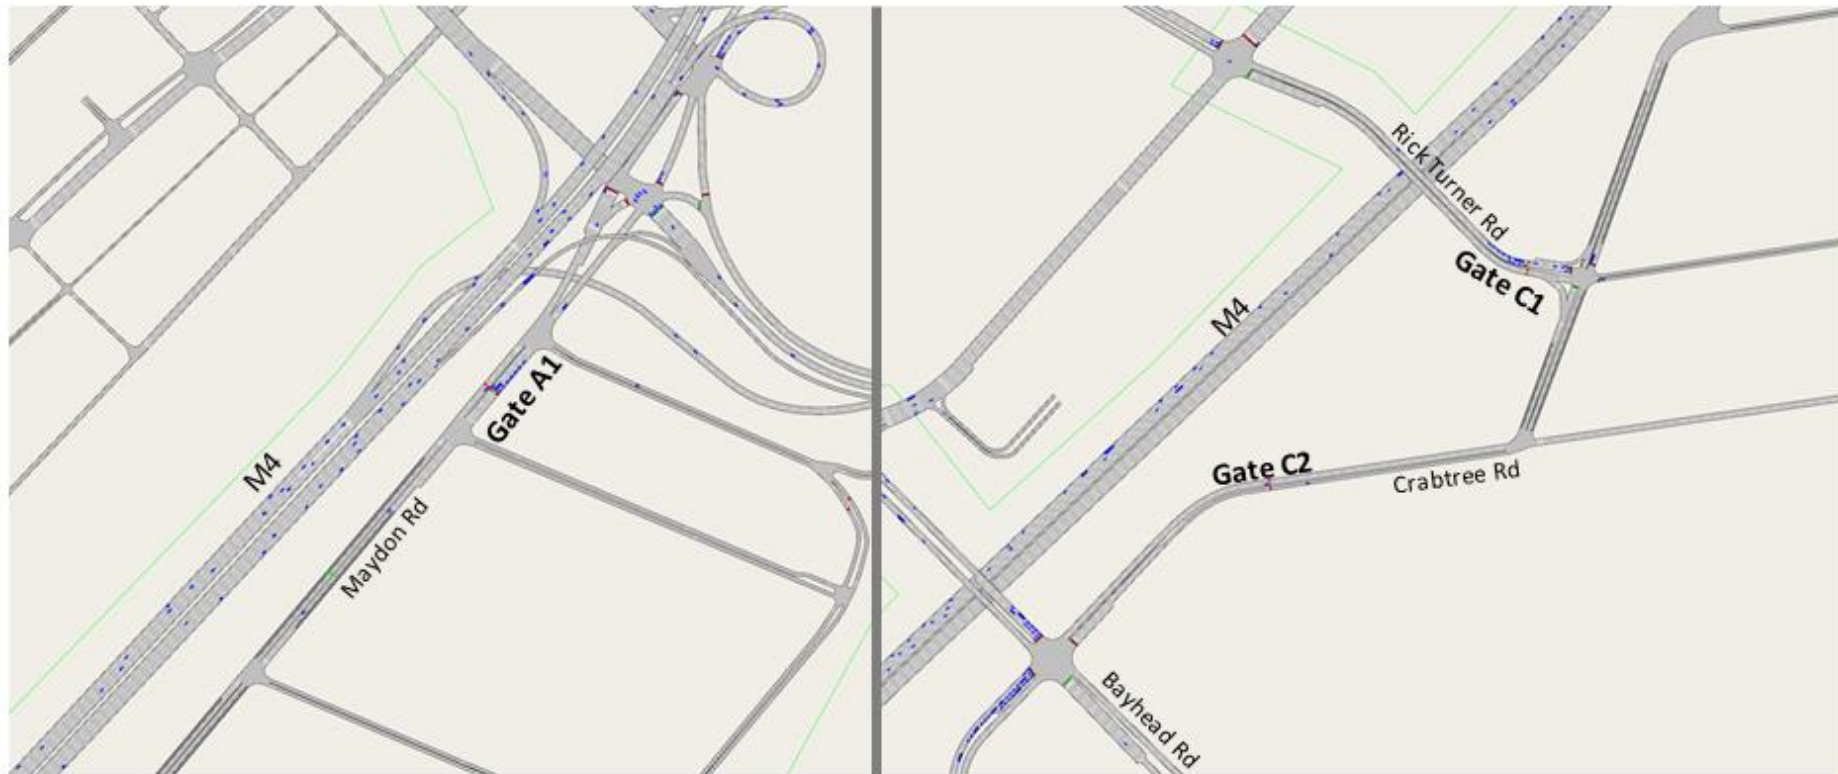 Gate A1
M4
Maydon Rd
Rick Turner Rd
Gate C1
M4
Gate C2
Crabtree Rd
Bayhead Rd